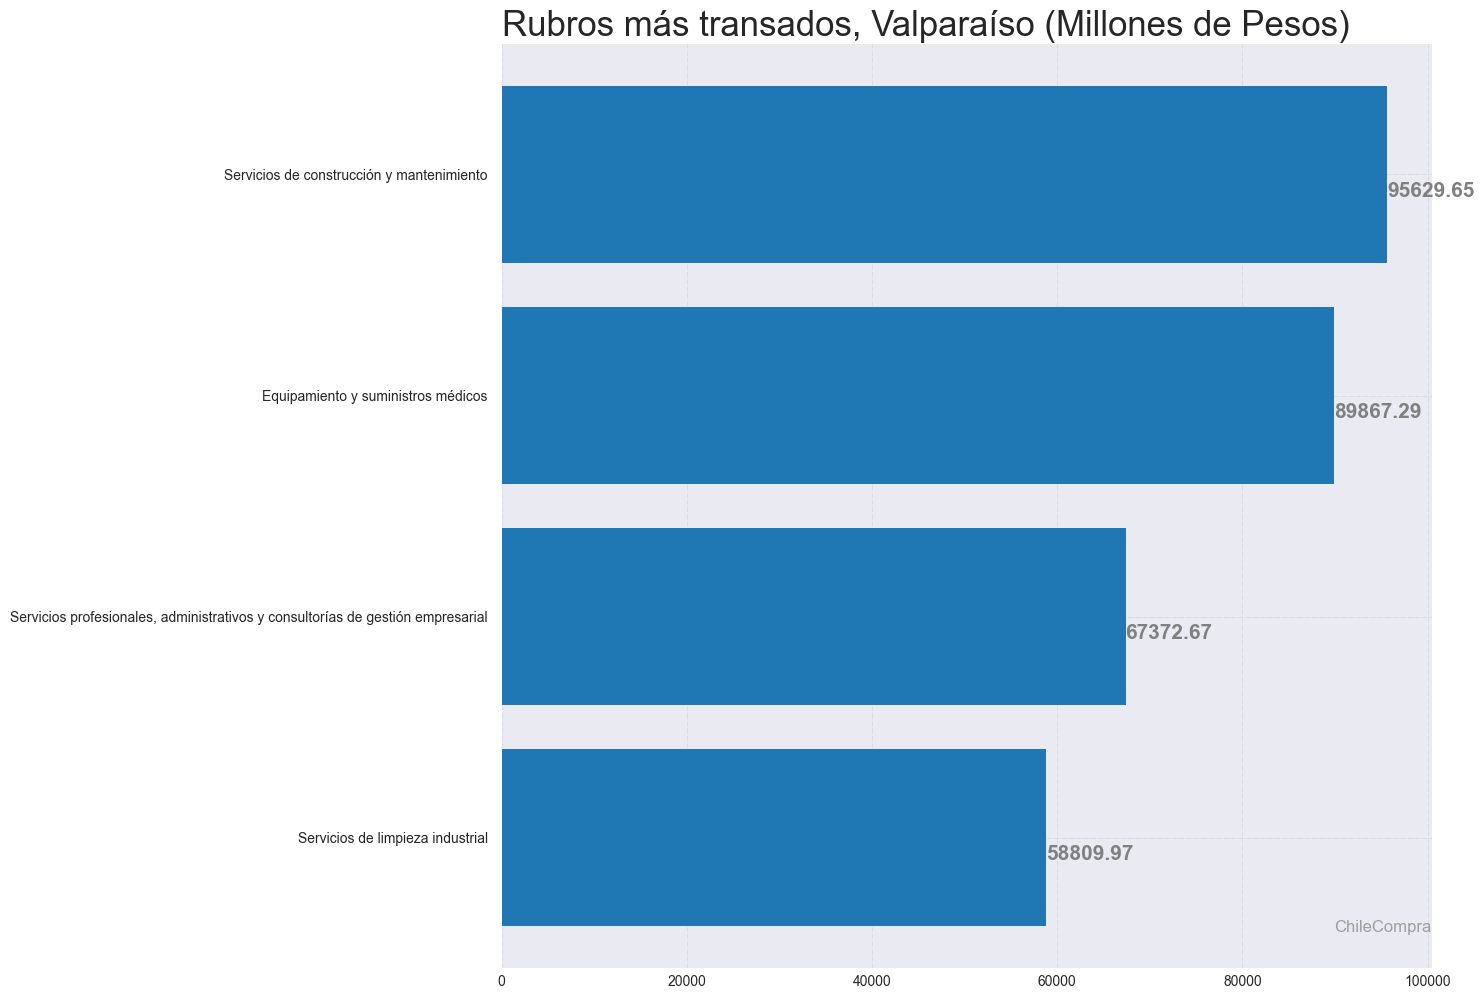 Rubros más transados, Valparaíso (Millones de Pesos)
Servicios de construcción y mantenimiento
95629.65
Equipamiento y suministros médicos
89867.29
Servicios profesionales, administrativos y consultorías de gestión empresarial
67372.67
Servicios de limpieza industrial
58809.97
ChileCompra
0 20000 40000 60000 80000 100000